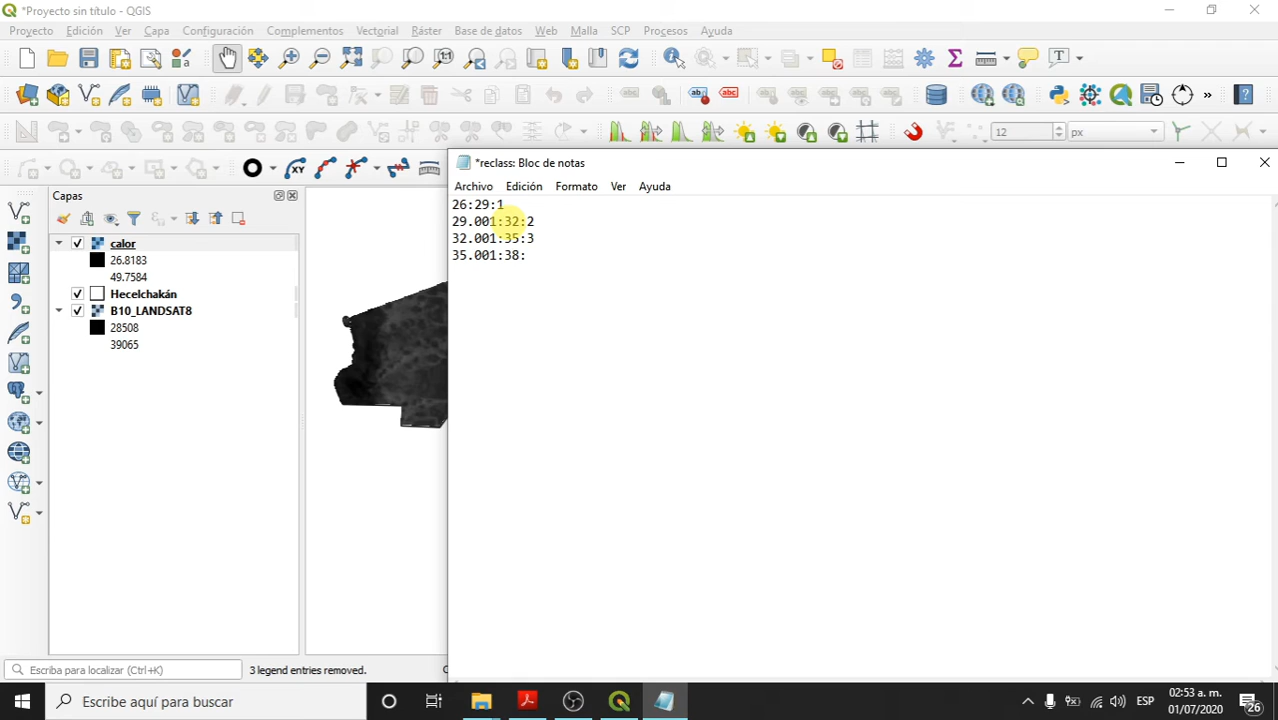 *Proyecto sin título - QGIS
Proyecto Edición Ver Capa Configuración Complementos Vectorial Ráster Base de datos Web Malla SCP Procesos Ayuda
12 px
Capas
calor
26.8183
49.7584
Hecelchakán
B10_LANDSAT8
28508
39065
*reclass: Bloc de notas
Archivo Edición Formato Ver Ayuda
26:29:1
29.001:32:2
32.001:35:3
35.001:38:
Escriba para localizar (Ctrl+K)
3 legend entries removed.
Escribe aquí para buscar
ESP
02:53 a. m.
01/07/2020
26